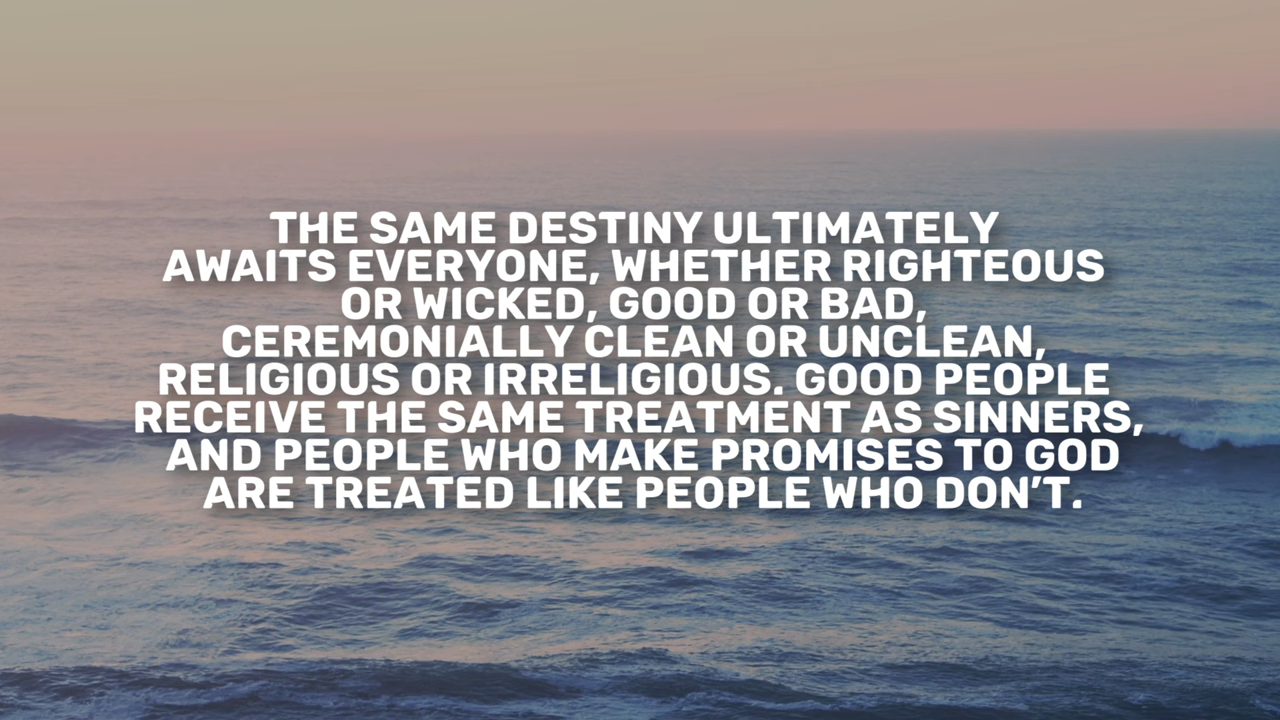 THE SAME DESTINY ULTIMATELY
AWAITS EVERYONE, WHETHER RIGHTEOUS
OR WICKED, GOOD OR BAD,
CEREMONIALLY CLEAN OR UNCLEAN,
RELIGIOUS OR IRRELIGIOUS. GOOD PEOPLE
RECEIVE THE SAME TREATMENT AS SINNERS,
AND PEOPLE WHO MAKE PROMISES TO GOD
ARE TREATED LIKE PEOPLE WHO DON’T.